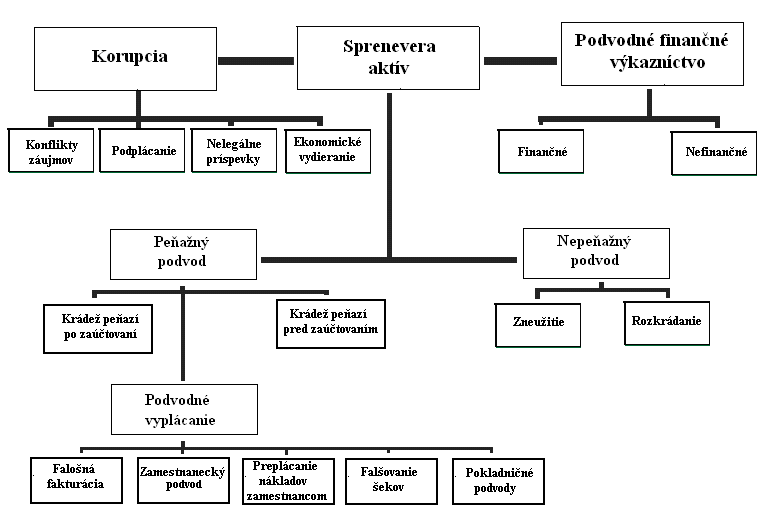 Korupcia
Sprenevera
aktív
Podvodné finančné
výkazníctvo
Konflikty
záujmov
Podplácanie
Nelegálne
príspevky
Ekonomické
vydieranie
Finančné
Nefinančné
Peňažný
podvod
Nepeňažný
podvod
Krádež peňazí
po zaúčtovaní
Krádež peňazí
pred zaúčtovaním
Zneužitie
Rozkrádanie
Podvodné
vyplácanie
Falošná
fakturácia
Zamestnanecký
podvod
Preplácanie
nákladov
zamestnancom
Falšovanie
šekov
Pokladničné
podvody